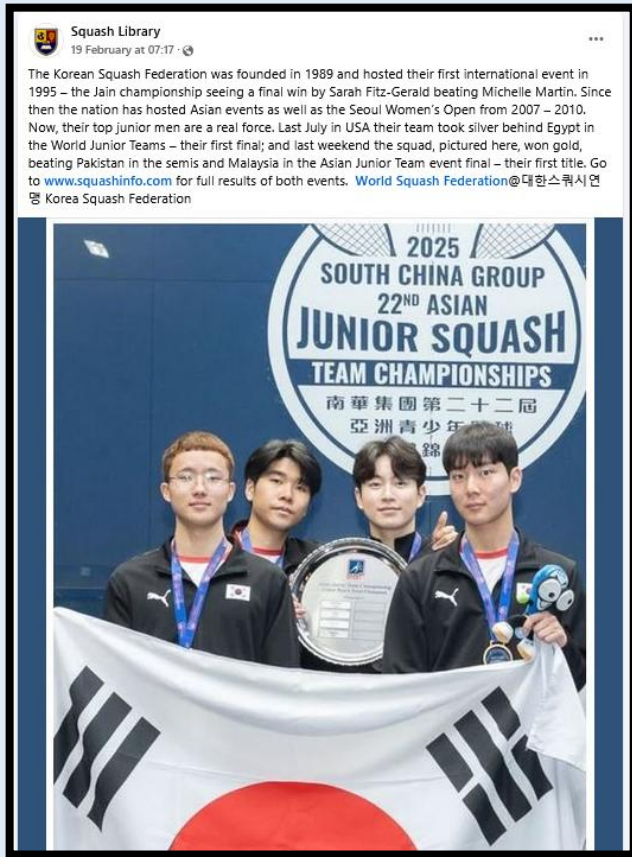 Squash Library
19 February at 07:17 ·
The Korean Squash Federation was founded in 1989 and hosted their first international event in
1995 – the Jain championship seeing a final win by Sarah Fitz-Gerald beating Michelle Martin. Since
then the nation has hosted Asian events as well as the Seoul Women's Open from 2007 – 2010.
Now, their top junior men are a real force. Last July in USA their team took silver behind Egypt in
the World Junior Teams – their first final; and last weekend the squad, pictured here, won gold,
beating Pakistan in the semis and Malaysia in the Asian Junior Team event final – their first title. Go
to www.squashinfo.com for full results of both events. World Squash Federation@대한스쿼시연
맹 Korea Squash Federation
2025
SOUTH CHINA GROUP
22ND ASIAN
JUNIOR SQUASH
TEAM CHAMPIONSHIPS
南華集團第二十二屆
亞洲青少年
錦